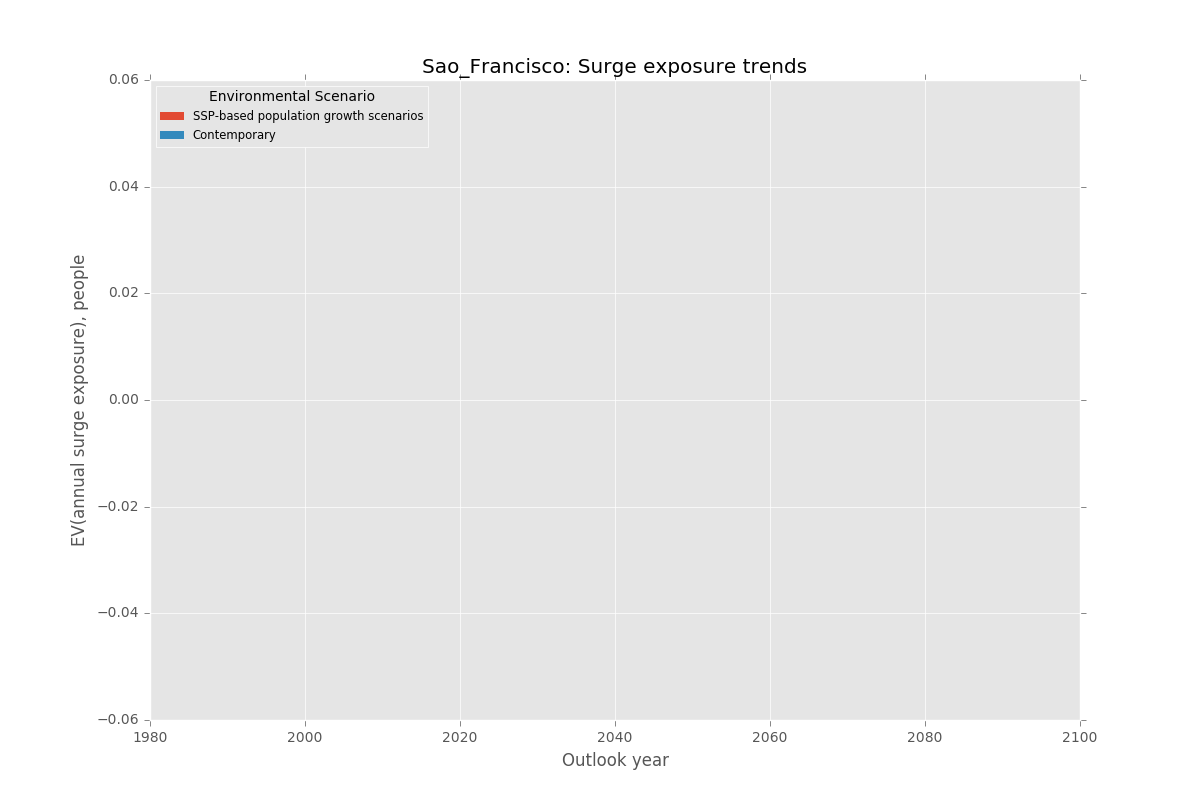 Sao_Francisco: Surge exposure trends
Environmental Scenario
SSP-based population growth scenarios
Contemporary
EV(annual surge exposure), people
0.06
0.04
0.02
0.00
−0.02
−0.04
−0.06
1980 2000 2020 2040 2060 2080 2100
Outlook year